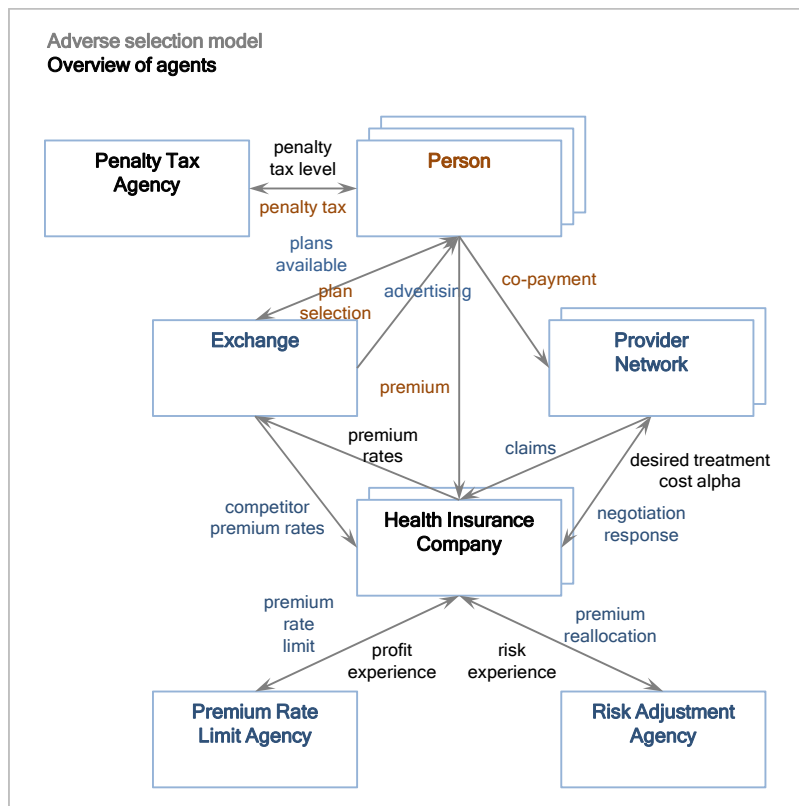 Adverse selection model
Overview of agents
Penalty Tax
Agency
penalty
tax level
penalty tax
Person
plans
available
plan
selection
advertising
co-payment
Exchange
Provider
Network
premium
premium
rates
claims
desired treatment
cost alpha
competitor
premium rates
Health Insurance
Company
negotiation
response
premium
rate
limit
profit
experience
risk
experience
premium
reallocation
Premium Rate
Limit Agency
Risk Adjustment
Agency